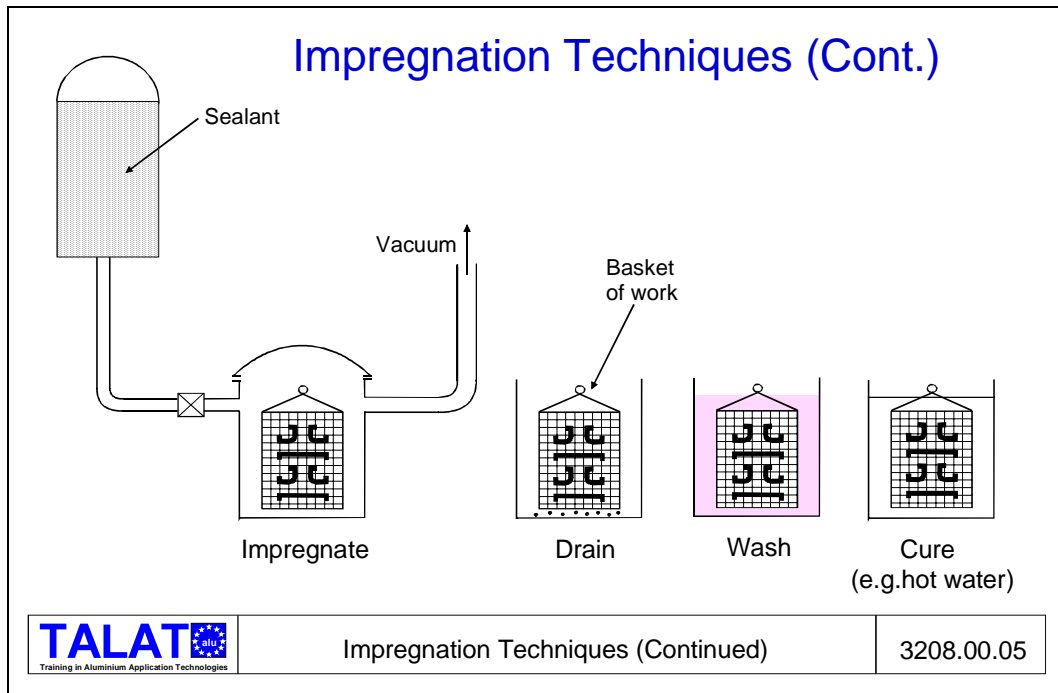 Impregnation Techniques (Cont.)
Sealant
Vacuum
Basket
of work
Impregnate
Drain
Wash
Cure
(e.g.hot water)
TALAT
alu
Training in Aluminium Application Technologies
Impregnation Techniques (Continued)
3208.00.05